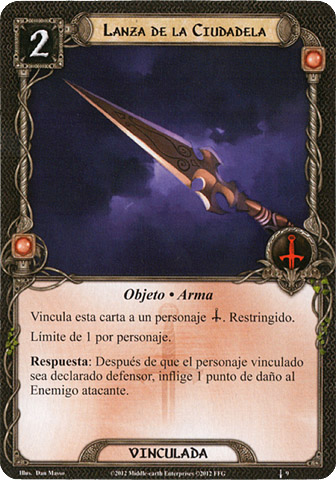 2
Lanza de la Ciudadela
Objeto • Arma
Vincula esta carta a un personaje. Restringido.
Límite de 1 por personaje.
Respuesta: Después de que el personaje vinculado
sea declarado defensor, inflige 1 punto de daño al
Enemigo atacante.
VINCULADA
Illus. Dan Masso
©2012 Middle-earth Enterprises ©2012 FFG
9